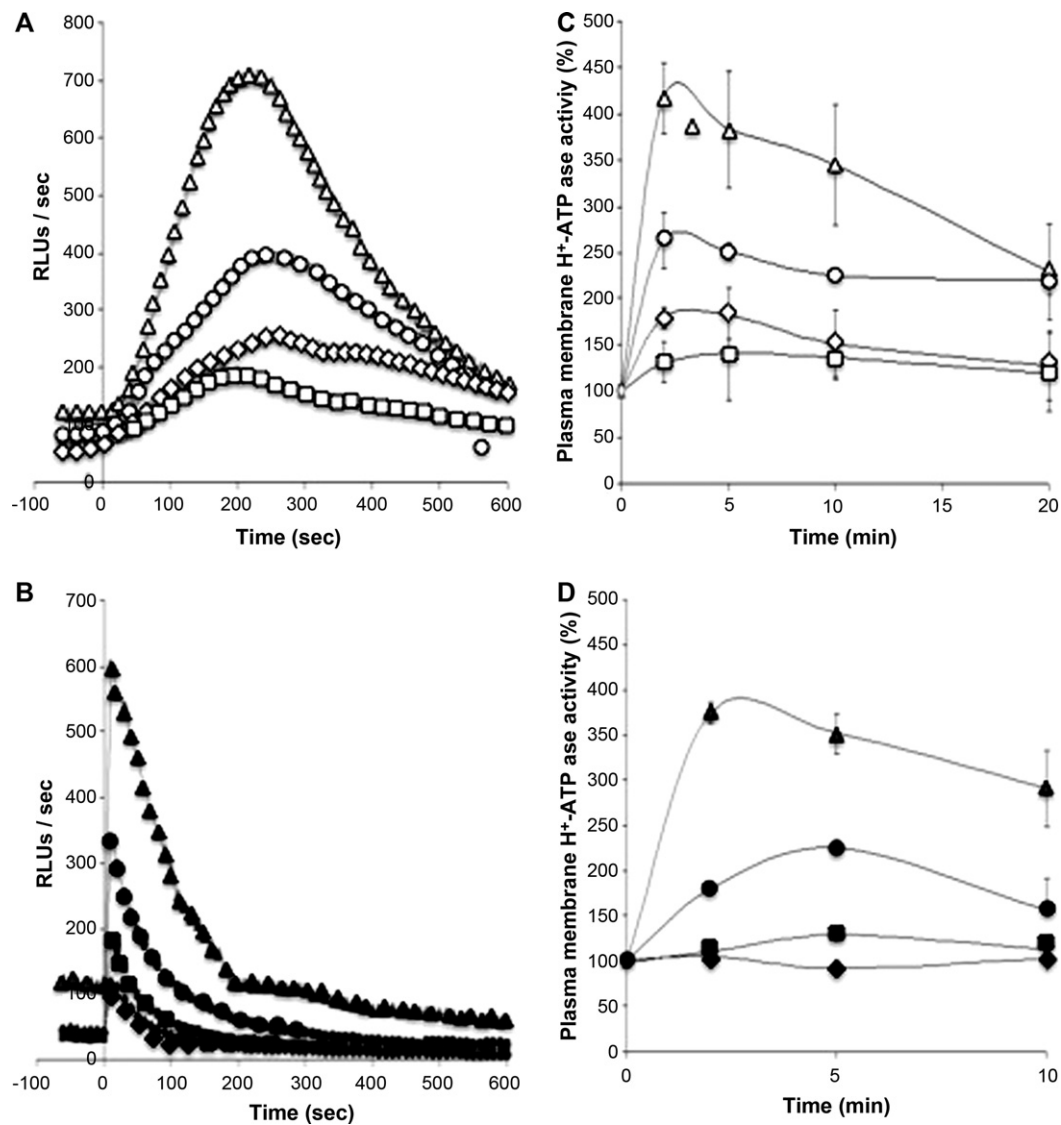 A
800
700
600
500
400
300
200
100
0
-100 0 100 200 300 400 500 600
RLUs / sec
Time (sec)
C
500
450
400
350
300
250
200
150
100
50
0
0 5 10 15 20
Plasma membrane H⁺-ATP ase activiy (%)
Time (min)
B
700
600
500
400
300
200
100
0
-100 0 100 200 300 400 500 600
RLUs / sec
Time (sec)
D
500
450
400
350
300
250
200
150
100
50
0
0 5 10
Plasma membrane H⁺-ATP ase activity (%)
Time (min)